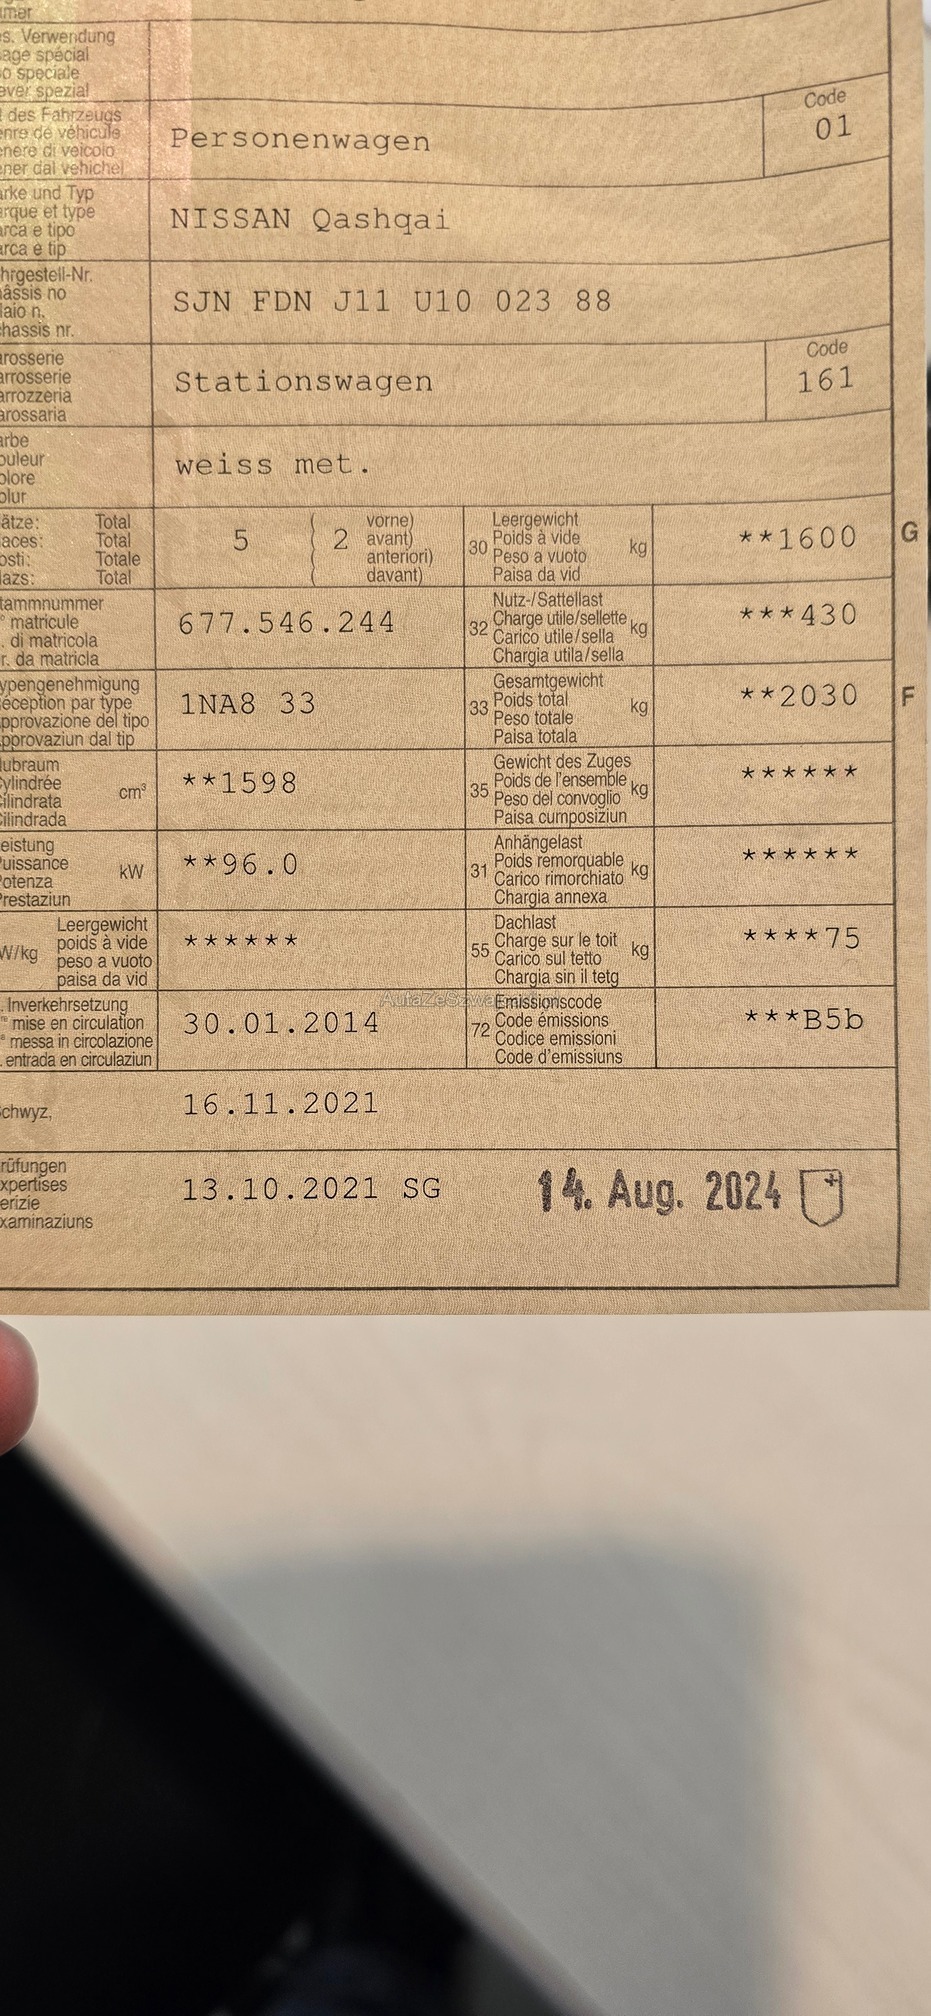 s. Verwendung
age spécial
o speciale
ver spezial
des Fahrzeugs
nre de véhicule
enere di veicolo
ner dal vehichel
Personenwagen
Code
01
arke und Typ
arque et type
arca e tipo
arca e tip
NISSAN Qashqai
hrgestell-Nr.
hâssis no
laio n.
hassis nr.
SJN FDN J11 U10 023 88
arosserie
arrosserie
arrozzeria
arossaria
Stationswagen
Code
161
arbe
ouleur
olore
olur
weiss met.
ätze: Total
aces: Total
osti: Totale
lazs: Total
5 ( 2 vorne)
avant)
anteriori)
davant)
30 Leergewicht
Poids à vide
Peso a vuoto
Paisa da vid
kg
**1600
G
tammnummer
° matricule
. di matricola
r. da matricla
677.546.244
32 Nutz-/Sattellast
Charge utile/sellette
Carico utile/sella
Chargia utila/sella
kg
***430
ypengenehmigung
éception par type
pprovazione del tipo
pprovaziun dal tip
1NA8 33
33 Gesamtgewicht
Poids total
Peso totale
Paisa totala
kg
**2030
F
ubraum
ylindrée
ilindrata
ilindrada
cm³
**1598
35 Gewicht des Zuges
Poids de l'ensemble
Peso del convoglio
Paisa cumposiziun
kg
******
eistung
uissance
otenza
restaziun
kW
**96.0
31 Anhängelast
Poids remorquable
Carico rimorchiato
Chargia annexa
kg
******
W/kg
Leergewicht
poids à vide
peso a vuoto
paisa da vid
******
55 Dachlast
Charge sur le toit
Carico sul tetto
Chargia sin il tetg
kg
****75
. Inverkehrsetzung
re mise en circulation
a messa in circolazione
. entrada en circulaziun
30.01.2014
72 Emissionscode
Code émissions
Codice emissioni
Code d'emissiuns
***B5b
chwyz,
16.11.2021
rüfungen
xpertises
erizie
xaminaziuns
13.10.2021 SG
14. Aug. 2024